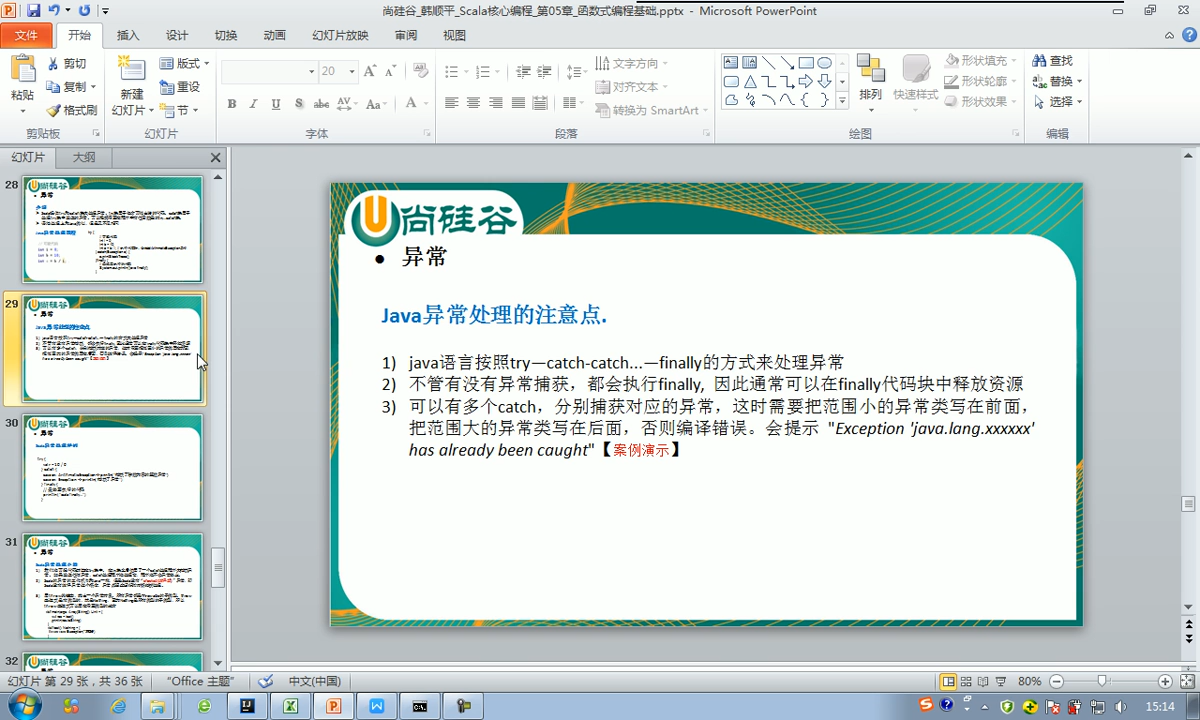 尚硅谷_韩顺平_Scala核心编程_第05章_函数式编程基础.pptx - Microsoft PowerPoint
文件 开始 插入 设计 切换 动画 幻灯片放映 审阅 视图
剪切
复制
格式刷
粘贴
剪贴板
新建
幻灯片
版式
重设
节
幻灯片
20
字体
文字方向
对齐文本
转换为 SmartArt
段落
排列
快速样式
形状填充
形状轮廓
形状效果
绘图
查找
替换
选择
编辑
幻灯片 大纲
28
29
30
31
32
尚硅谷
• 异常
Java异常处理的注意点.
1) java语言按照try—catch-catch...—finally的方式来处理异常
2) 不管有没有异常捕获，都会执行finally, 因此通常可以在finally代码块中释放资源
3) 可以有多个catch，分别捕获对应的异常，这时需要把范围小的异常类写在前面，
把范围大的异常类写在后面，否则编译错误。会提示 "Exception 'java.lang.xxxxxx'
has already been caught"【案例演示】
幻灯片 第 29 张，共 36 张 "Office 主题" 中文(中国) 80%
15:14